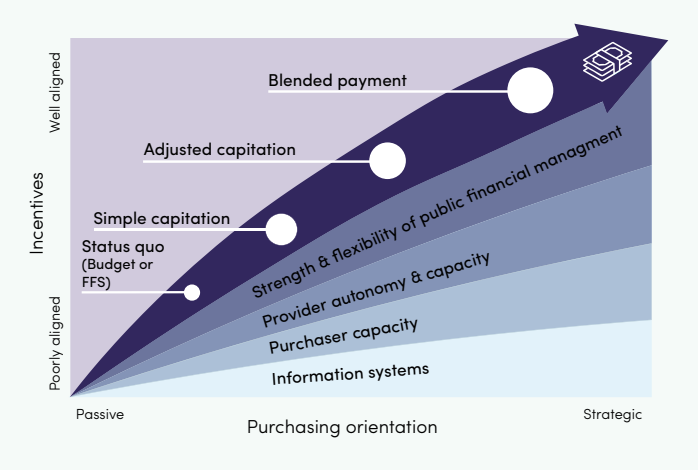 Well aligned
Incentives
Poorly aligned
Blended payment
Adjusted capitation
Simple capitation
Status quo
(Budget or
FFS)
Strength & flexibility of public financial managment
Provider autonomy & capacity
Purchaser capacity
Information systems
Passive
Strategic
Purchasing orientation